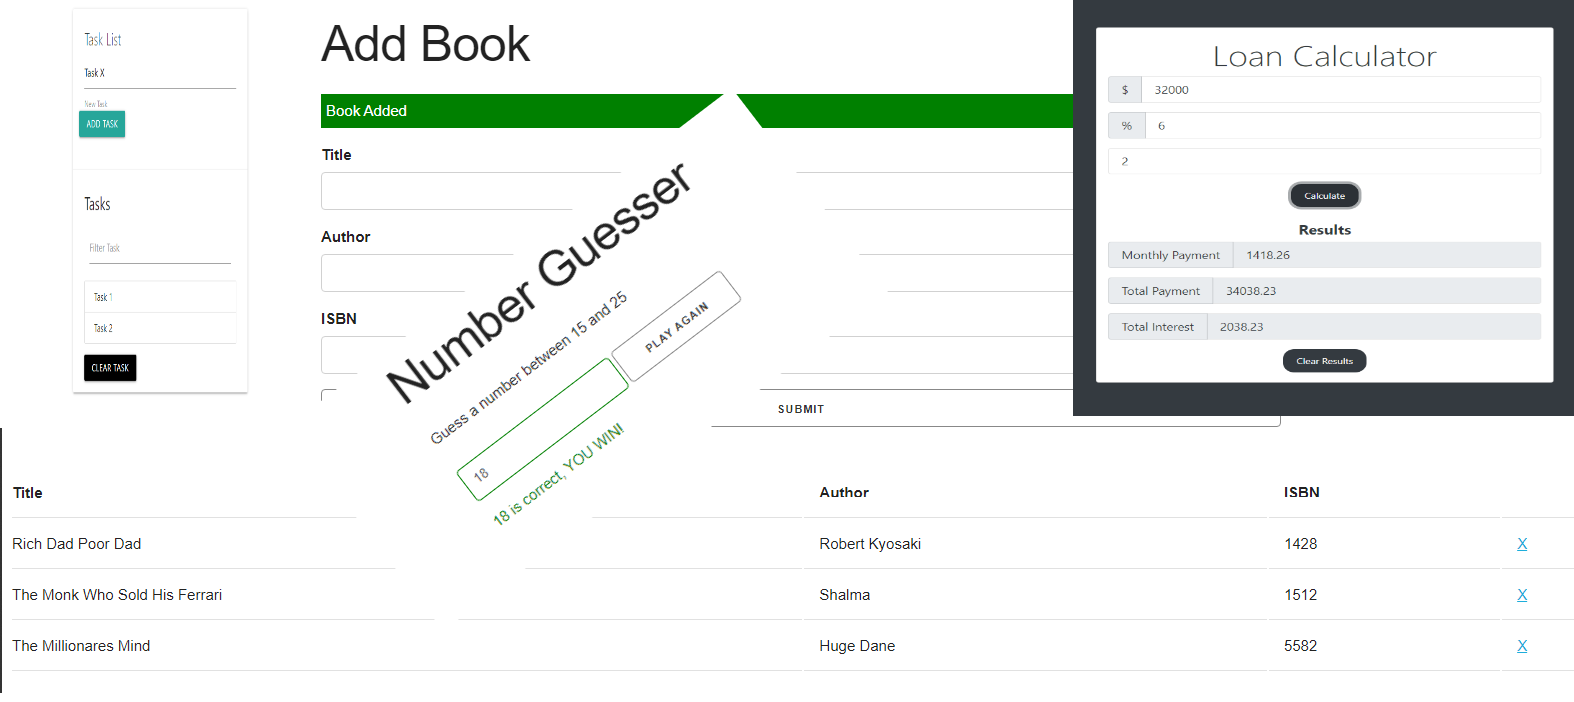 Task List
Task X
New Task
ADD TASK
Tasks
Filter Task
Task 1
Task 2
CLEAR TASK
Add Book
Book Added
Title
Author
ISBN
SUBMIT
Number Guesser
Guess a number between 15 and 25
18
PLAY AGAIN
18 is correct, YOU WIN!
Loan Calculator
$ 32000
% 6
2
Calculate
Results
Monthly Payment 1418.26
Total Payment 34038.23
Total Interest 2038.23
Clear Results
Title Author ISBN
Rich Dad Poor Dad Robert Kyosaki 1428 X
The Monk Who Sold His Ferrari Shalma 1512 X
The Millionares Mind Huge Dane 5582 X